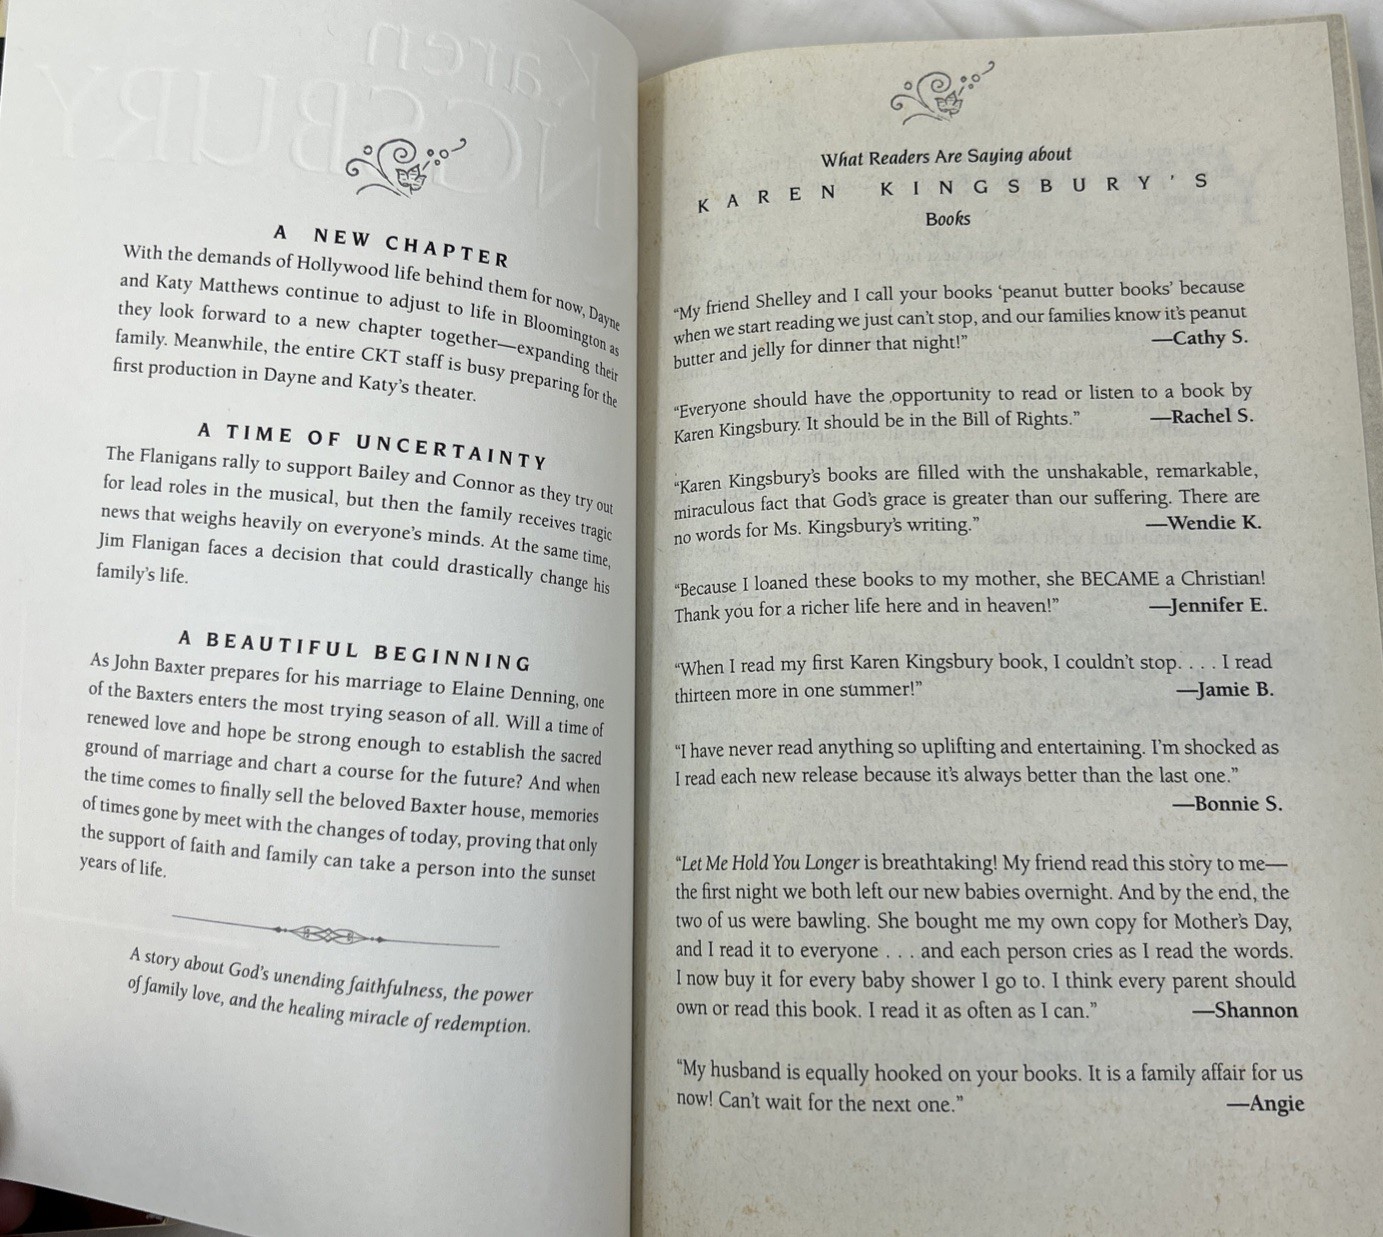 Karen
NGSBURY
A NEW CHAPTER
With the demands of Hollywood life behind them for now, Dayne
and Katy Matthews continue to adjust to life in Bloomington as
they look forward to a new chapter together—expanding their
family. Meanwhile, the entire CKT staff is busy preparing for the
first production in Dayne and Katy's theater.
A TIME OF UNCERTAINTY
The Flanigans rally to support Bailey and Connor as they try out
for lead roles in the musical, but then the family receives tragic
news that weighs heavily on everyone's minds. At the same time,
Jim Flanigan faces a decision that could drastically change his
family's life.
A BEAUTIFUL BEGINNING
As John Baxter prepares for his marriage to Elaine Denning, one
of the Baxters enters the most trying season of all. Will a time of
renewed love and hope be strong enough to establish the sacred
ground of marriage and chart a course for the future? And when
the time comes to finally sell the beloved Baxter house, memories
of times gone by meet with the changes of today, proving that only
the support of faith and family can take a person into the sunset
years of life.
A story about God's unending faithfulness, the power
of family love, and the healing miracle of redemption.
What Readers Are Saying about
KAREN KINGSBURY'S
Books
“My friend Shelley and I call your books ‘peanut butter books’ because
when we start reading we just can't stop, and our families know it's peanut
butter and jelly for dinner that night!” —Cathy S.
“Everyone should have the opportunity to read or listen to a book by
Karen Kingsbury. It should be in the Bill of Rights.” —Rachel S.
“Karen Kingsbury's books are filled with the unshakable, remarkable,
miraculous fact that God's grace is greater than our suffering. There are
no words for Ms. Kingsbury's writing.” —Wendie K.
“Because I loaned these books to my mother, she BECAME a Christian!
Thank you for a richer life here and in heaven!” —Jennifer E.
“When I read my first Karen Kingsbury book, I couldn't stop. . . . I read
thirteen more in one summer!” —Jamie B.
“I have never read anything so uplifting and entertaining. I'm shocked as
I read each new release because it's always better than the last one.”
—Bonnie S.
“Let Me Hold You Longer is breathtaking! My friend read this story to me—
the first night we both left our new babies overnight. And by the end, the
two of us were bawling. She bought me my own copy for Mother's Day,
and I read it to everyone . . . and each person cries as I read the words.
I now buy it for every baby shower I go to. I think every parent should
own or read this book. I read it as often as I can.” —Shannon
“My husband is equally hooked on your books. It is a family affair for us
now! Can't wait for the next one.” —Angie